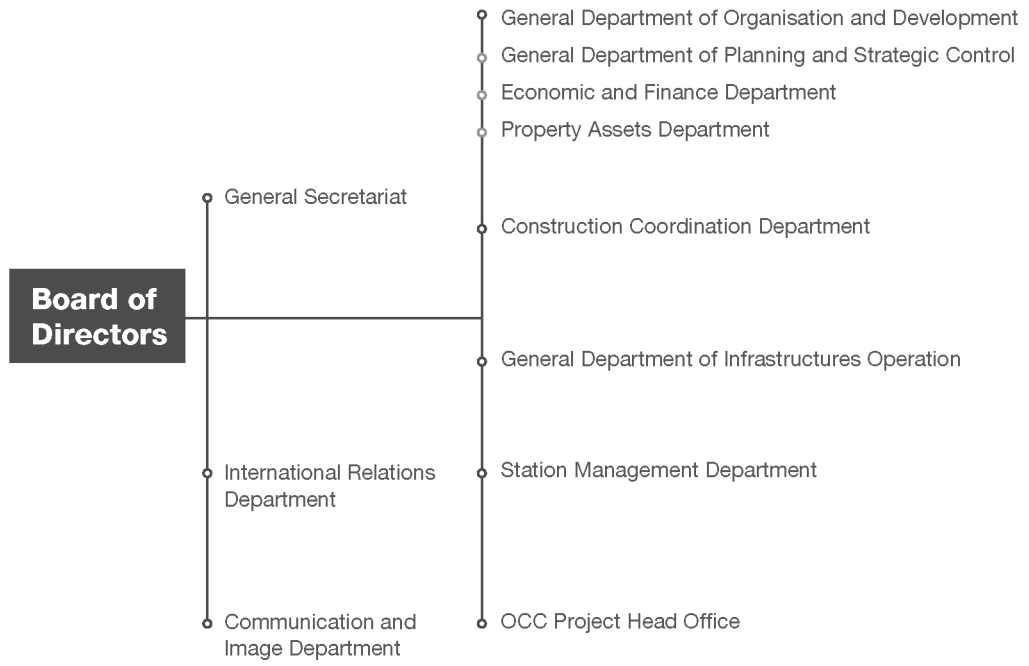 General Department of Organisation and Development
General Department of Planning and Strategic Control
Economic and Finance Department
Property Assets Department
General Secretariat
Construction Coordination Department
Board of
Directors
General Department of Infrastructures Operation
International Relations
Department
Station Management Department
Communication and
Image Department
OCC Project Head Office